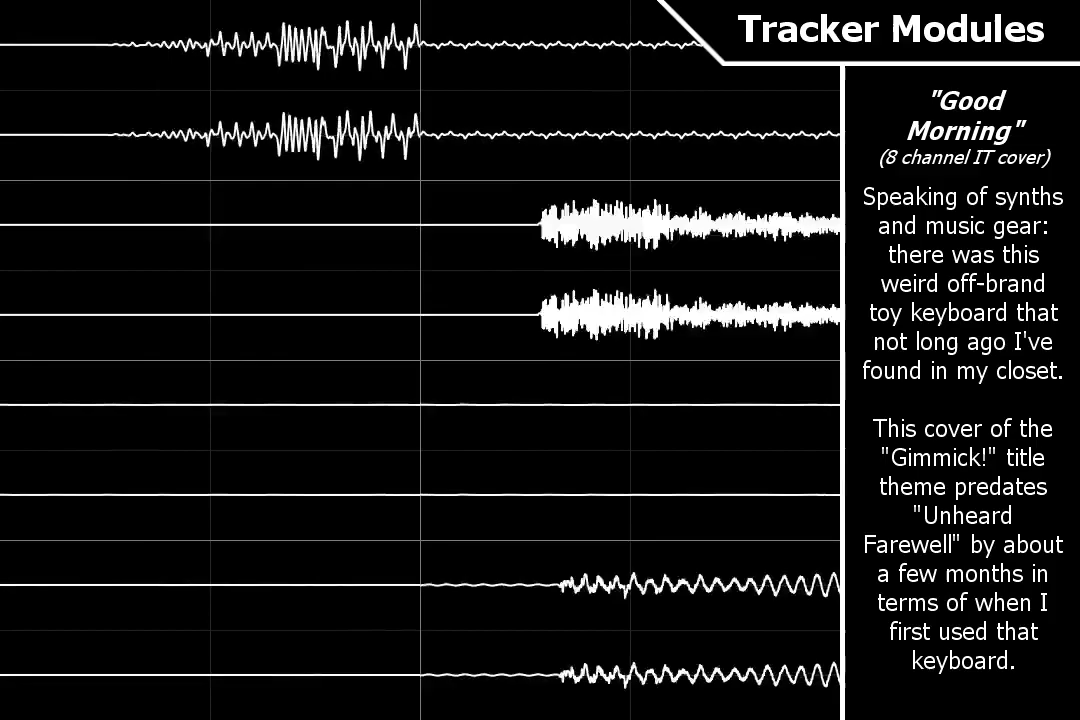 Tracker Modules
"Good
Morning"
(8 channel IT cover)
Speaking of synths
and music gear:
there was this
weird off-brand
toy keyboard that
not long ago I've
found in my closet.
This cover of the
"Gimmick!" title
theme predates
"Unheard
Farewell" by about
a few months in
terms of when I
first used that
keyboard.